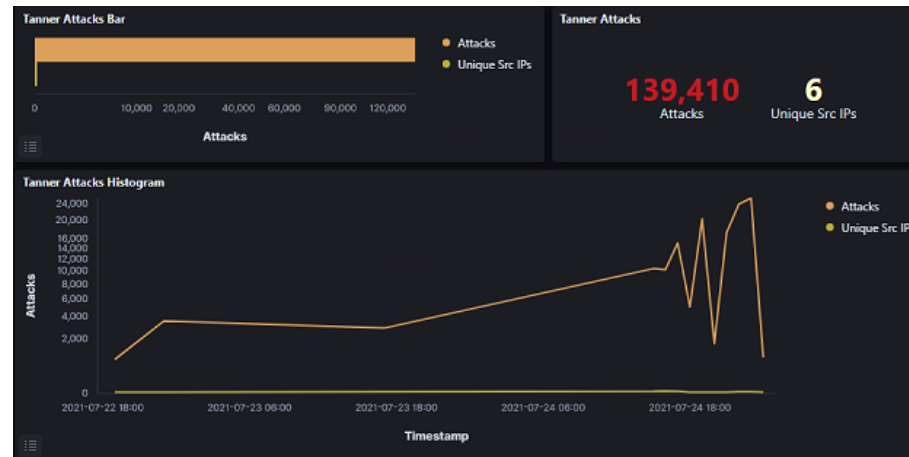 Tanner Attacks Bar
Attacks
Unique Src IPs
0 10,000 20,000 40,000 60,000 90,000 120,000
Attacks
Tanner Attacks
139,410 6
Attacks Unique Src IPs
Tanner Attacks Histogram
24,000
20,000
16,000
14,000
12,000
10,000
8,000
6,000
4,000
2,000
0
Attacks
2021-07-22 18:00 2021-07-23 06:00 2021-07-23 18:00 2021-07-24 06:00 2021-07-24 18:00
Timestamp
Attacks
Unique Src IP